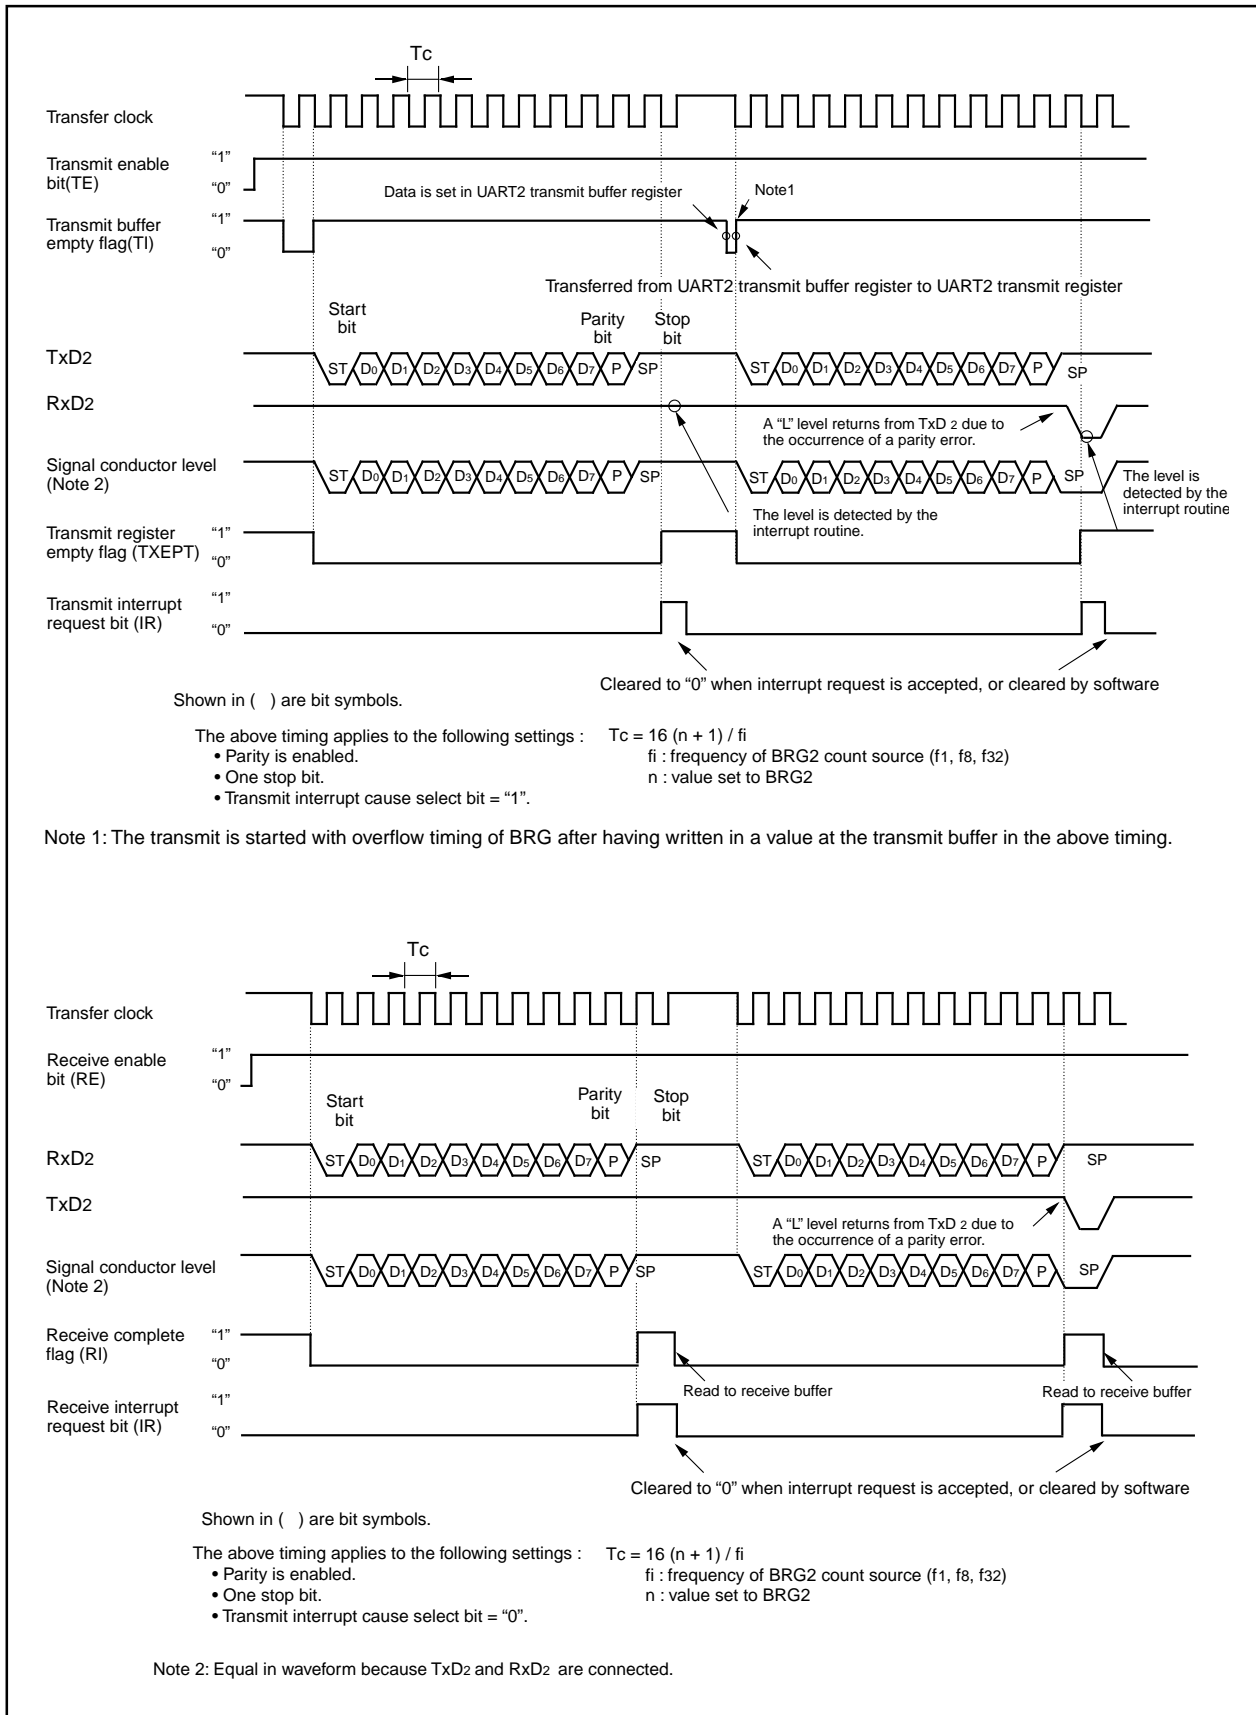 Tc
Transfer clock
Transmit enable
bit(TE)
“1”
“0”
Data is set in UART2 transmit buffer register
Note1
Transmit buffer
empty flag(TI)
“1”
“0”
Transferred from UART2 transmit buffer register to UART2 transmit register
Start
bit
Parity
bit
Stop
bit
TxD2
ST D0 D1 D2 D3 D4 D5 D6 D7 P SP
ST D0 D1 D2 D3 D4 D5 D6 D7 P SP
RxD2
A “L” level returns from TxD 2 due to
the occurrence of a parity error.
Signal conductor level
(Note 2)
ST D0 D1 D2 D3 D4 D5 D6 D7 P SP
ST D0 D1 D2 D3 D4 D5 D6 D7 P SP
The level is
detected by the
interrupt routine
The level is detected by the
interrupt routine.
Transmit register
empty flag (TXEPT)
“1”
“0”
Transmit interrupt
request bit (IR)
“1”
“0”
Cleared to “0” when interrupt request is accepted, or cleared by software
Shown in ( ) are bit symbols.
The above timing applies to the following settings :
• Parity is enabled.
• One stop bit.
• Transmit interrupt cause select bit = “1”.
Tc = 16 (n + 1) / fi
fi : frequency of BRG2 count source (f1, f8, f32)
n : value set to BRG2
Note 1: The transmit is started with overflow timing of BRG after having written in a value at the transmit buffer in the above timing.
Tc
Transfer clock
Receive enable
bit (RE)
“1”
“0”
Start
bit
Parity
bit
Stop
bit
RxD2
ST D0 D1 D2 D3 D4 D5 D6 D7 P SP
ST D0 D1 D2 D3 D4 D5 D6 D7 P SP
TxD2
A “L” level returns from TxD 2 due to
the occurrence of a parity error.
Signal conductor level
(Note 2)
ST D0 D1 D2 D3 D4 D5 D6 D7 P SP
ST D0 D1 D2 D3 D4 D5 D6 D7 P SP
Receive complete
flag (RI)
“1”
“0”
Read to receive buffer
Read to receive buffer
Receive interrupt
request bit (IR)
“1”
“0”
Cleared to “0” when interrupt request is accepted, or cleared by software
Shown in ( ) are bit symbols.
The above timing applies to the following settings :
• Parity is enabled.
• One stop bit.
• Transmit interrupt cause select bit = “0”.
Tc = 16 (n + 1) / fi
fi : frequency of BRG2 count source (f1, f8, f32)
n : value set to BRG2
Note 2: Equal in waveform because TxD2 and RxD2 are connected.